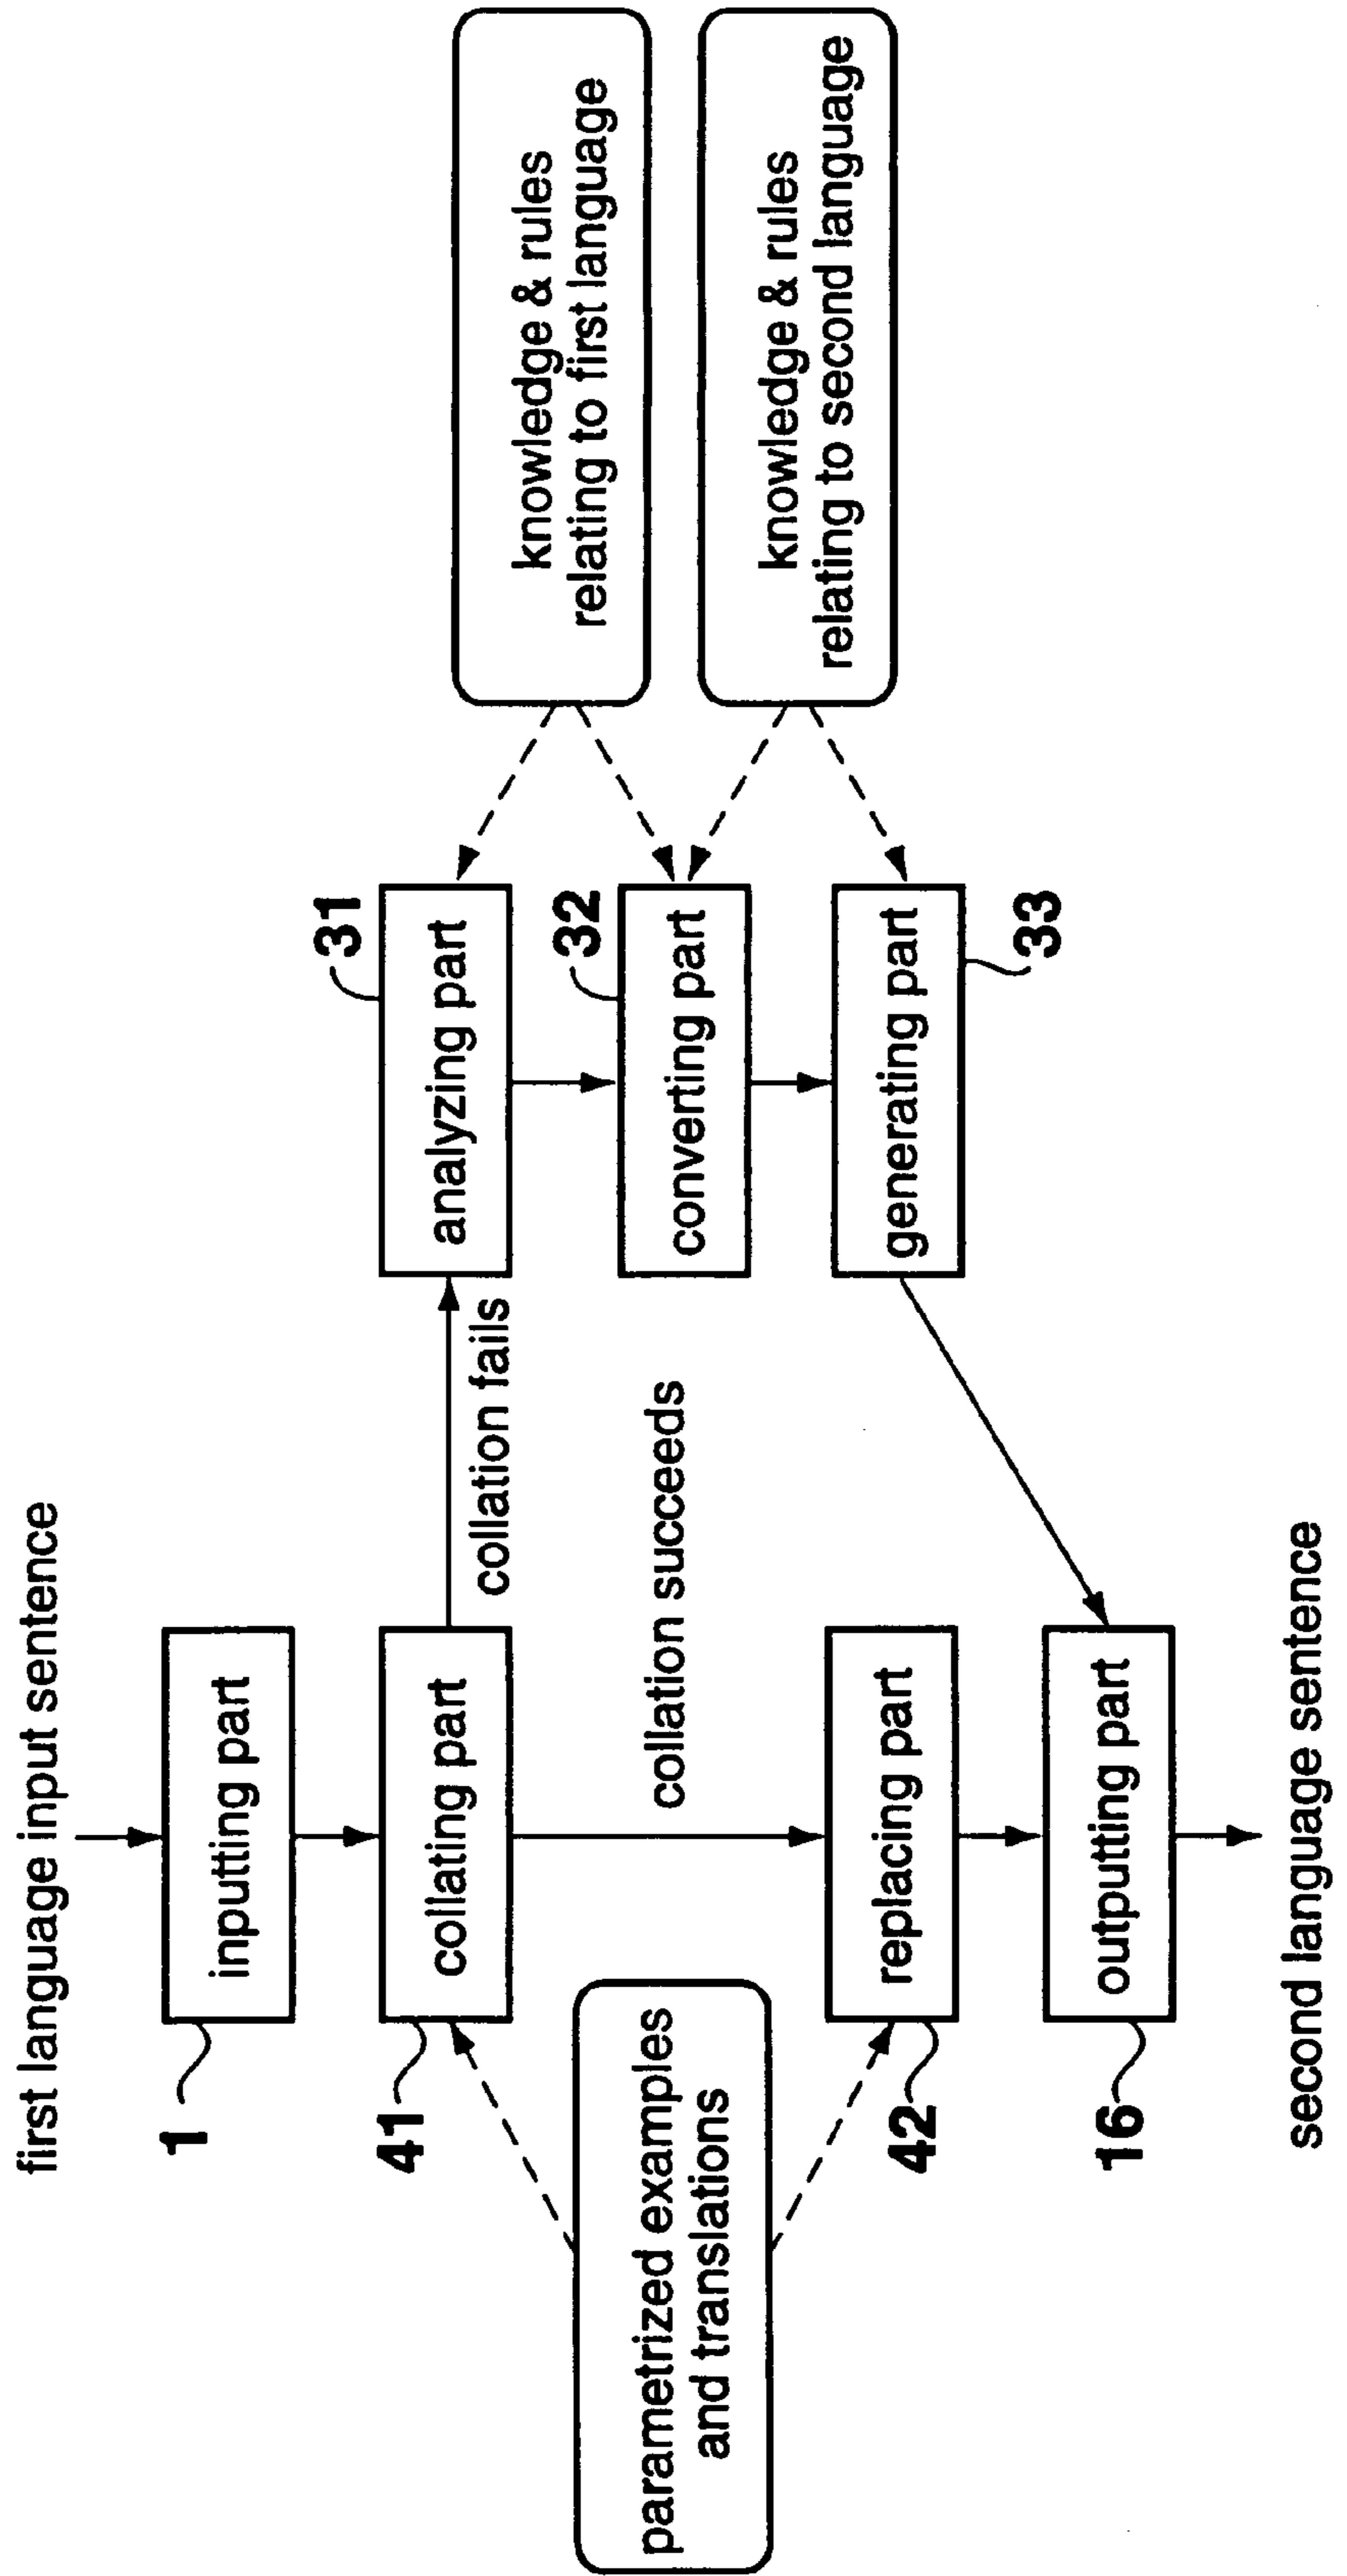 first language input sentence
1
inputting part
41
collating part
collation fails
31
analyzing part
knowledge & rules
relating to first language
parametrized examples
and translations
collation succeeds
32
converting part
knowledge & rules
relating to second language
42
replacing part
generating part
33
16
outputting part
second language sentence